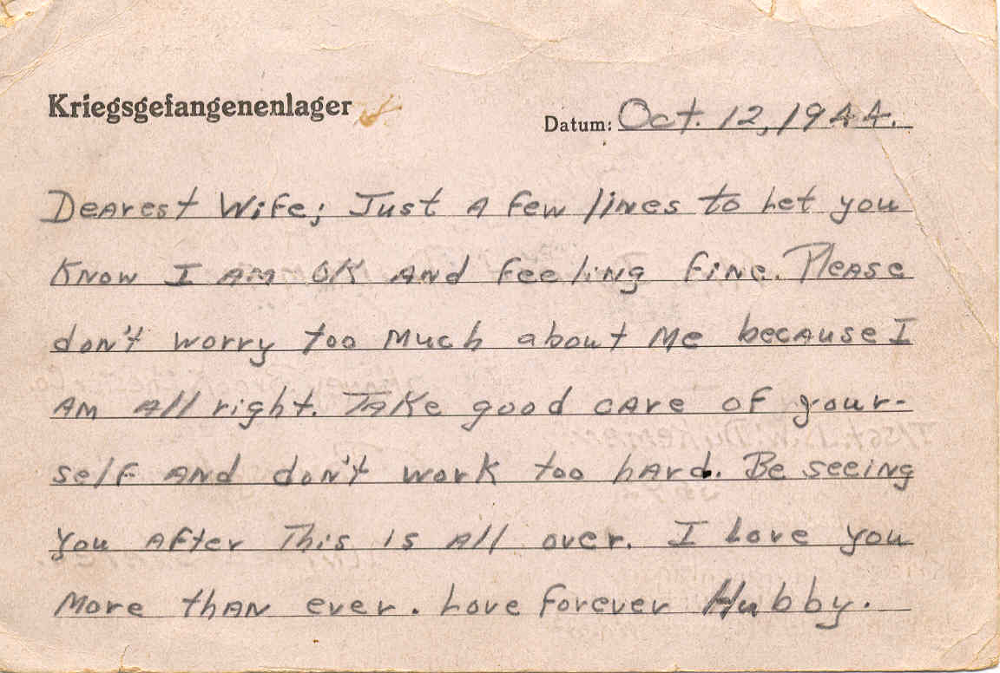 Kriegsgefangenenlager
Datum: Oct. 12, 1944.
Dearest Wife; Just a few lines to let you
know I am OK and feeling fine. Please
don't worry too much about me because I
am all right. Take good care of your-
self and don't work too hard. Be seeing
you after this is all over. I love you
more than ever. Love forever Hubby.